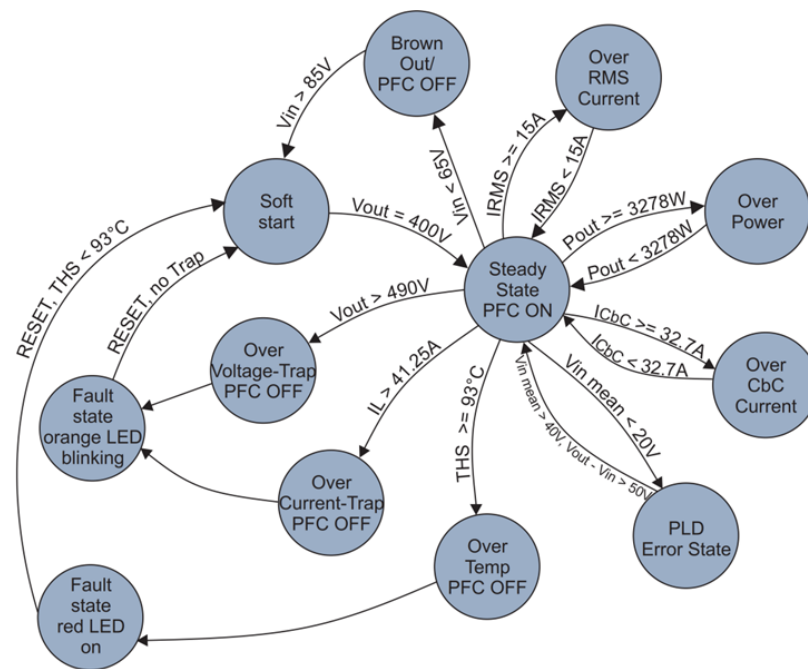 Brown
Out/
PFC OFF
Over
RMS
Current
Vin > 85V
Vin < 65V
IRMS >= 15A
IRMS < 15A
Soft
start
Over
Power
Vout = 400V
Pout >= 3278W
Pout < 3278W
Steady
State
PFC ON
RESET, THS < 93°C
RESET, no Trap
Vout > 490V
ICbC >= 32.7A
ICbC < 32.7A
Over
Voltage-Trap
PFC OFF
Over
CbC
Current
IL > 41.25A
THS >= 93°C
Vin mean < 20V
Vin mean > 40V, Vout - Vin > 50V
Fault
state
orange LED
blinking
Over
Current-Trap
PFC OFF
PLD
Error State
Over
Temp
PFC OFF
Fault
state
red LED
on